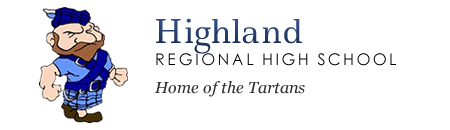 Highland
REGIONAL HIGH SCHOOL
Home of the Tartans